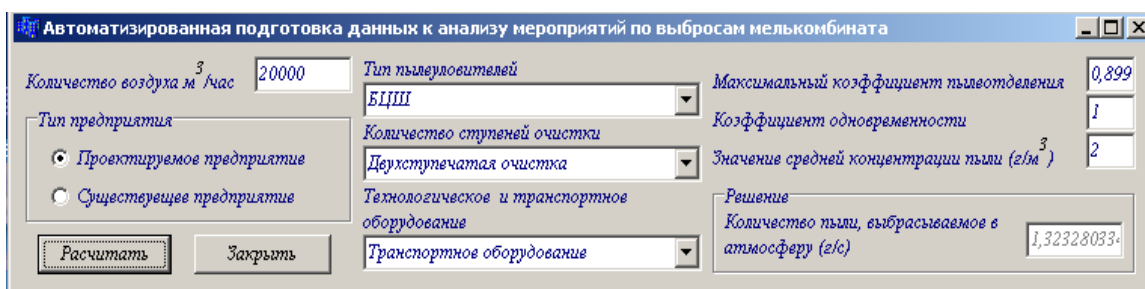 Автоматизированная подготовка данных к анализу мероприятий по выбросам мелькомбината
Количество воздуха м³/час 20000
Тип предприятия
Проектируемое предприятие
Существуещее предприятие
Расчитать Закрыть
Тип пылеуловителей
БЦШ
Количество ступеней очистки
Двухступечатая очистка
Технологическое и транспортное
оборудование
Транспортное оборудование
Максимальный коэффициент пылеотделения 0,899
Коэффициент одновременности 1
Значение средней концентрации пыли (г/м³) 2
Решение
Количество пыли, выбрасываемое в
атмосферу (г/с)
1,32328033